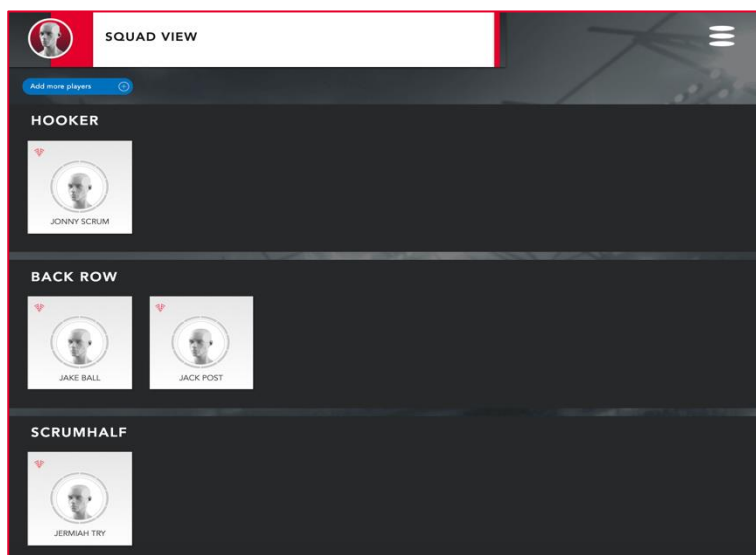 SQUAD VIEW
Add more players
HOOKER
JONNY SCRUM
BACK ROW
JAKE BALL
JACK POST
SCRUMHALF
JERMIAH TRY